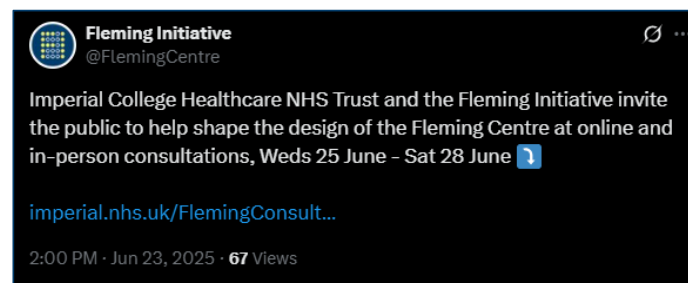 Fleming Initiative
@FlemingCentre
Imperial College Healthcare NHS Trust and the Fleming Initiative invite
the public to help shape the design of the Fleming Centre at online and
in-person consultations, Weds 25 June - Sat 28 June ⤵️
imperial.nhs.uk/FlemingConsult...
2:00 PM · Jun 23, 2025 · 67 Views